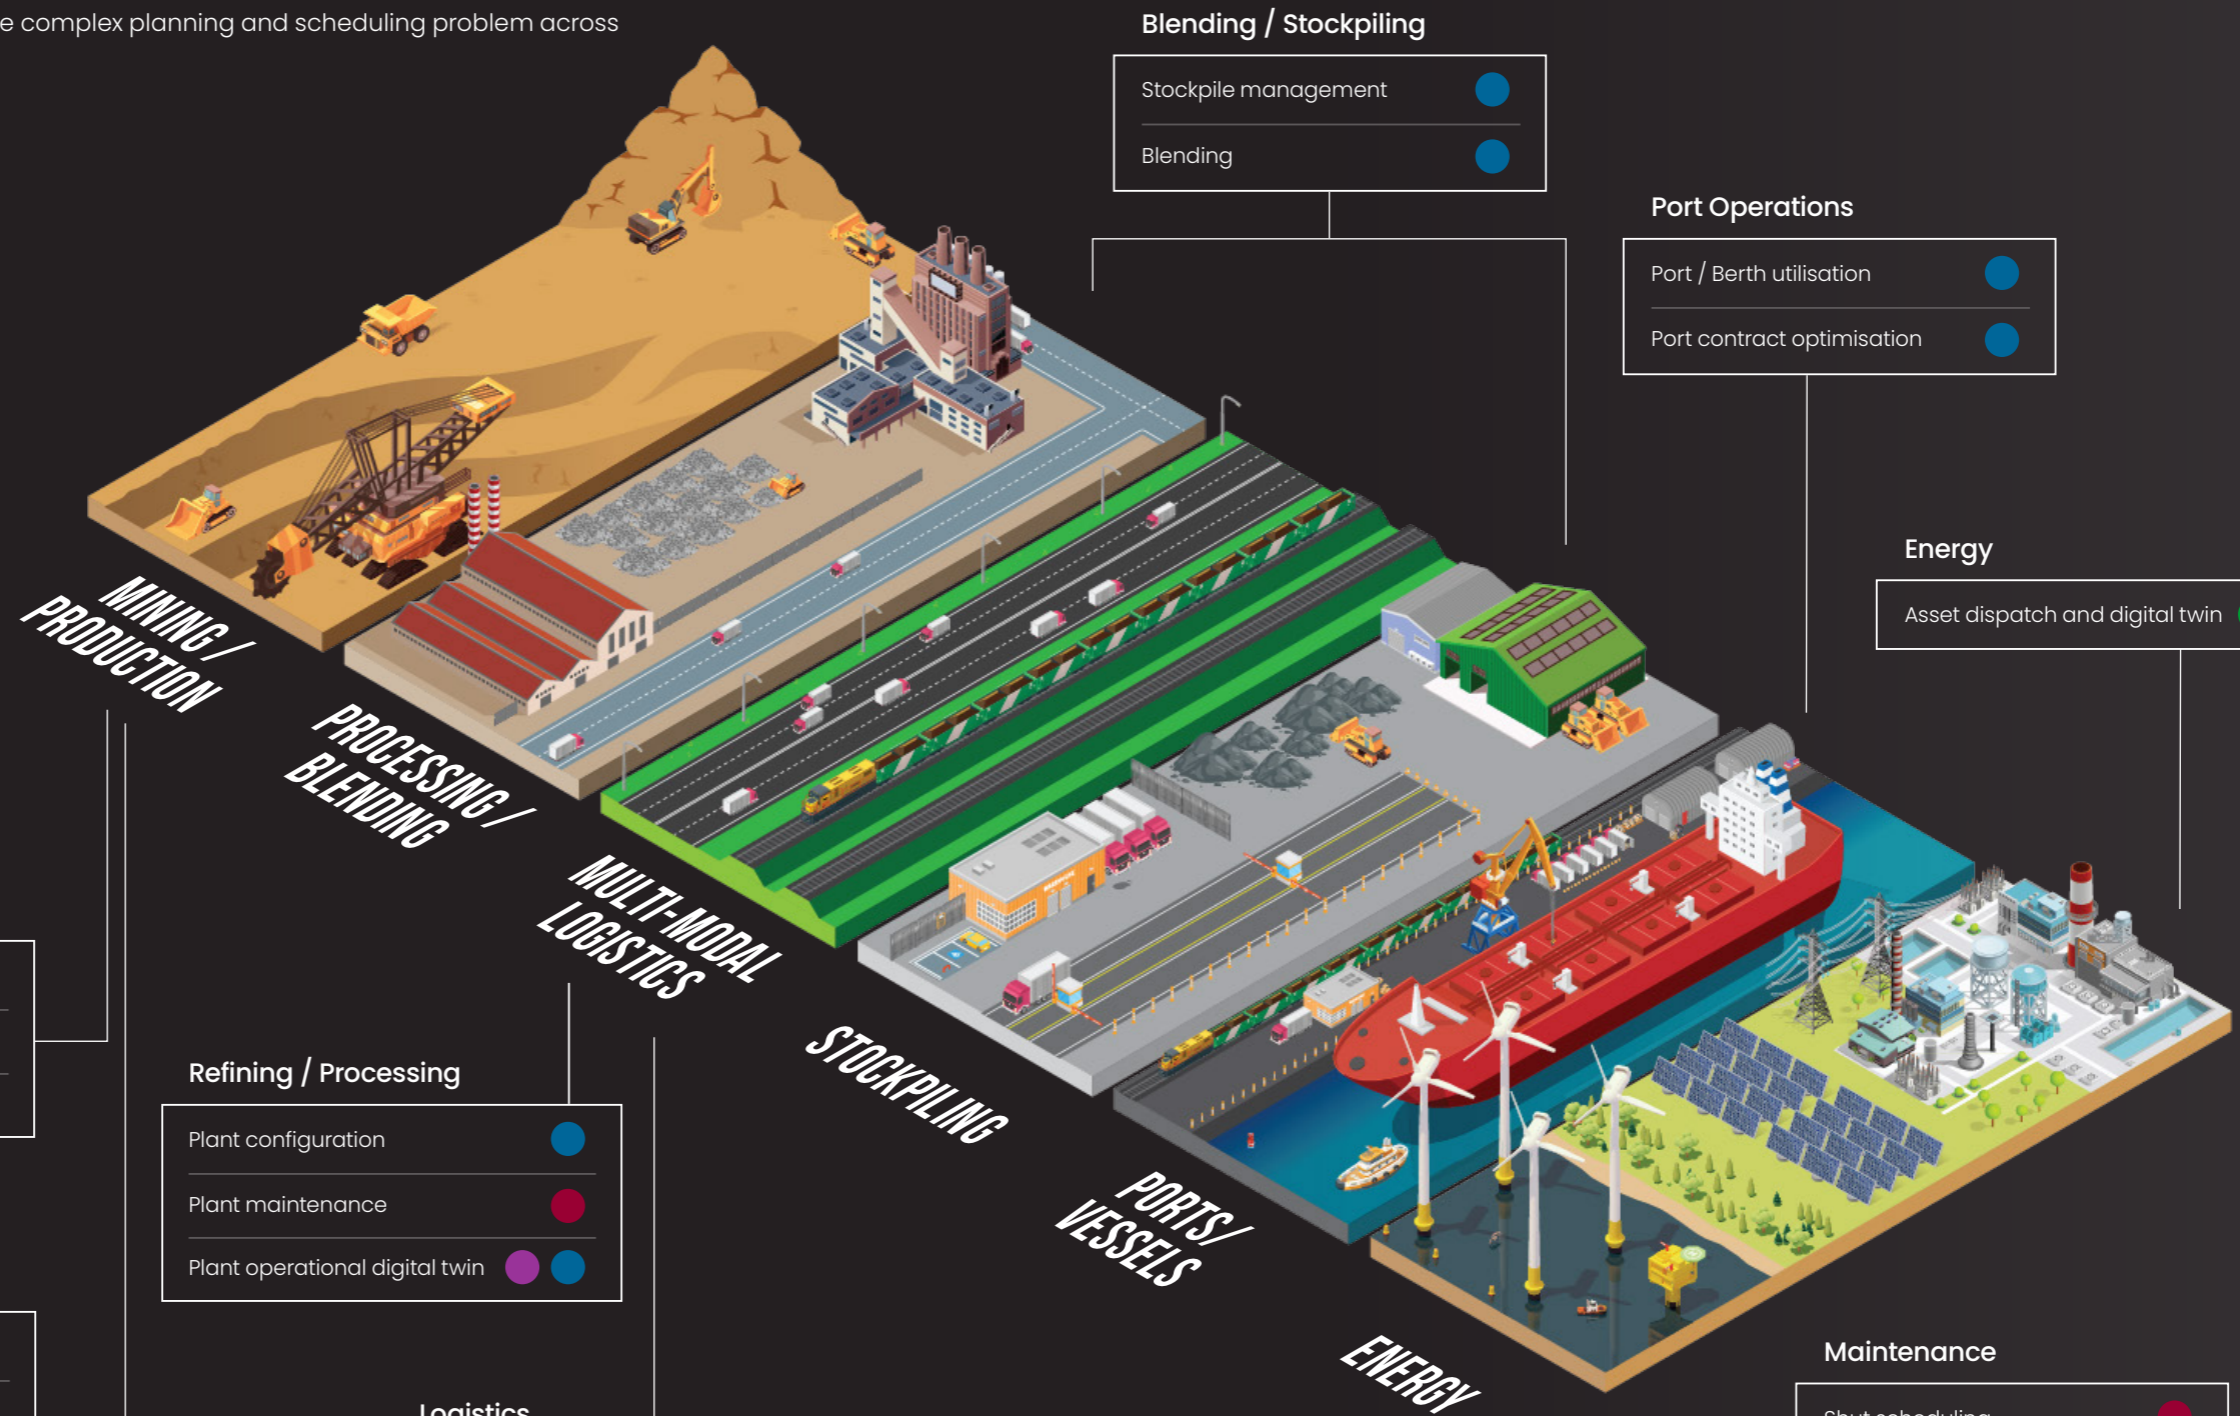 e complex planning and scheduling problem across
Blending / Stockpiling
Stockpile management
Blending
Port Operations
Port / Berth utilisation
Port contract optimisation
Energy
Asset dispatch and digital twin
MINING /
PRODUCTION
PROCESSING /
BLENDING
MULTI-MODAL
LOGISTICS
STOCKPILING
PORTS/
VESSELS
ENERGY
Refining / Processing
Plant configuration
Plant maintenance
Plant operational digital twin
Logistics
Maintenance
Shut scheduling